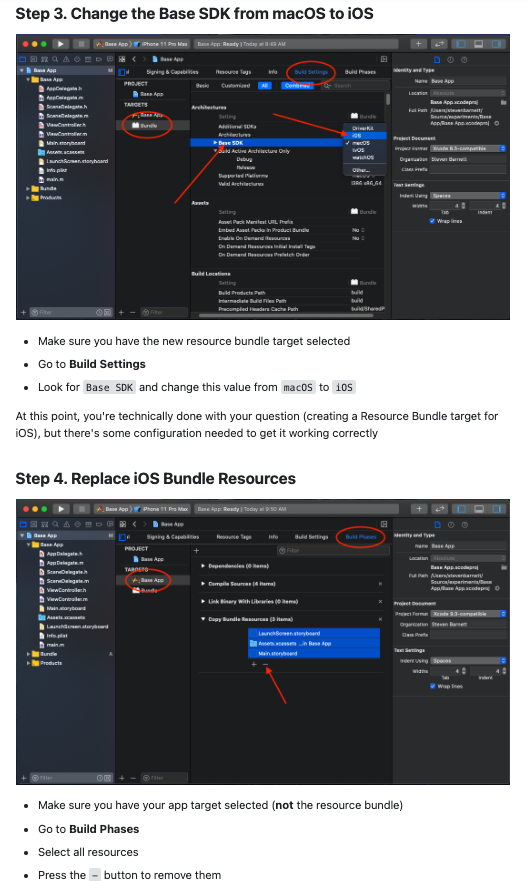 Step 3. Change the Base SDK from macOS to iOS
Base App
iPhone 11 Pro Max
Base App: Ready | Today at 9:49 AM
Base App
Base App
Base App
AppDelegate.h
AppDelegate.m
SceneDelegate.h
SceneDelegate.m
ViewController.h
ViewController.m
Main.storyboard
Assets.xcassets
LaunchScreen.storyboard
Info.plist
main.m
Bundle
Products
Filter
Signing & Capabilities
Resource Tags
Info
Build Settings
Build Phases
PROJECT
Base App
TARGETS
Base App
Bundle
Filter
Basic
Customized
All
Combined
Architectures
Setting
Bundle
Additional SDKs
Architectures
Base SDK
Build Active Architecture Only
Debug
Release
Supported Platforms
Valid Architectures
i386 x86_64
DriverKit
iOS
macOS
tvOS
watchOS
Other...
Assets
Setting
Bundle
Asset Pack Manifest URL Prefix
Embed Asset Packs In Product Bundle
No
Enable On Demand Resources
No
On Demand Resources Initial Install Tags
On Demand Resources Prefetch Order
Build Locations
Setting
Bundle
Build Products Path
build
Intermediate Build Files Path
build
Precompiled Headers Cache Path
build/SharedP
Identity and Type
Name Base App
Location Absolute
Base App.xcodeproj
Full Path /Users/stevenbarnett/
Source/experiments/Base
App/Base App.xcodeproj
Project Document
Project Format Xcode 9.3-compatible
Organization Steven Barnett
Class Prefix
Text Settings
Indent Using Spaces
Widths 4 4
Tab Indent
Wrap lines
• Make sure you have the new resource bundle target selected
• Go to Build Settings
• Look for Base SDK and change this value from macOS to iOS
At this point, you're technically done with your question (creating a Resource Bundle target for
iOS), but there's some configuration needed to get it working correctly
Step 4. Replace iOS Bundle Resources
Base App
iPhone 11 Pro Max
Base App: Ready | Today at 9:50 AM
Base App
Base App
Base App
AppDelegate.h
AppDelegate.m
SceneDelegate.h
SceneDelegate.m
ViewController.h
ViewController.m
Main.storyboard
Assets.xcassets
LaunchScreen.storyboard
Info.plist
main.m
Bundle
Products
Filter
Signing & Capabilities
Resource Tags
Info
Build Settings
Build Phases
PROJECT
Base App
TARGETS
Base App
Bundle
Filter
Filter
Dependencies (0 items)
Compile Sources (4 items)
Link Binary With Libraries (0 items)
Copy Bundle Resources (3 items)
LaunchScreen.storyboard
Assets.xcassets ...in Base App
Main.storyboard
Identity and Type
Name Base App
Location Absolute
Base App.xcodeproj
Full Path /Users/stevenbarnett/
Source/experiments/Base
App/Base App.xcodeproj
Project Document
Project Format Xcode 9.3-compatible
Organization Steven Barnett
Class Prefix
Text Settings
Indent Using Spaces
Widths 4 4
Tab Indent
Wrap lines
• Make sure you have your app target selected (not the resource bundle)
• Go to Build Phases
• Select all resources
• Press the – button to remove them